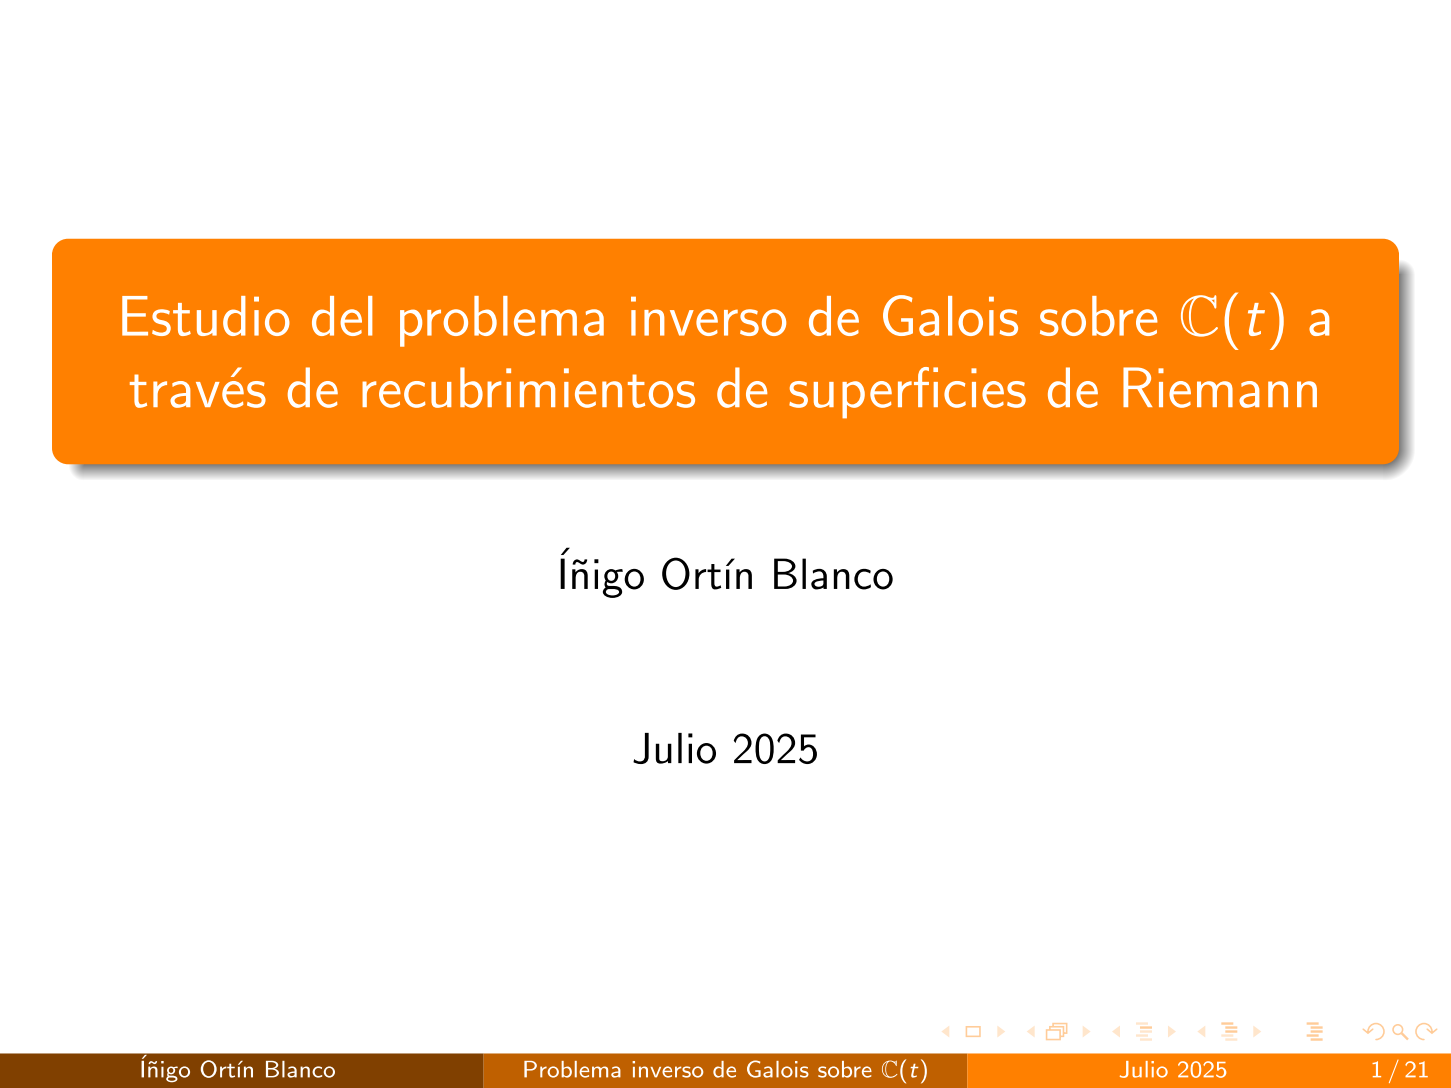 Estudio del problema inverso de Galois sobre ℂ(t) a
través de recubrimientos de superficies de Riemann
Íñigo Ortín Blanco
Julio 2025
Íñigo Ortín Blanco Problema inverso de Galois sobre ℂ(t) Julio 2025 1 / 21